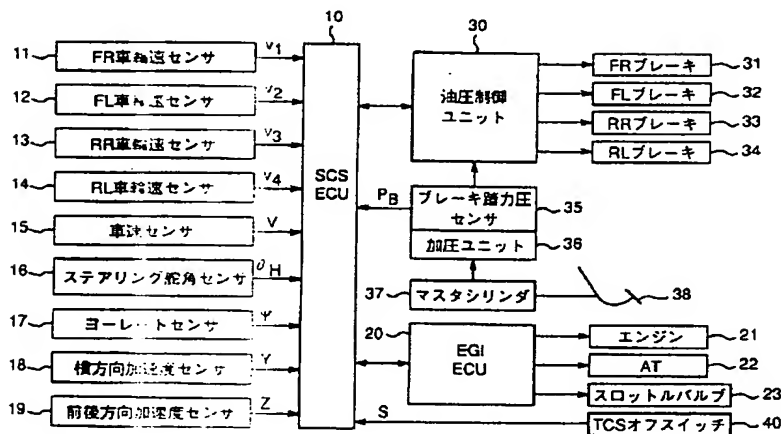 10
30
11 FR車輪速センサ V1
12 FL車輪速センサ V2
13 RR車輪速センサ V3
14 RL車輪速センサ V4
15 車速センサ V
16 ステアリング舵角センサ θH
17 ヨーレートセンサ Ψ
18 横方向加速度センサ Y
19 前後方向加速度センサ Z
SCS
ECU
油圧制御
ユニット
FRブレーキ 31
FLブレーキ 32
RRブレーキ 33
RLブレーキ 34
PB
ブレーキ踏力圧
センサ 35
加圧ユニット 36
37 マスタシリンダ 38
20
EGI
ECU
エンジン 21
AT 22
スロットルバルブ 23
S
TCSオフスイッチ 40